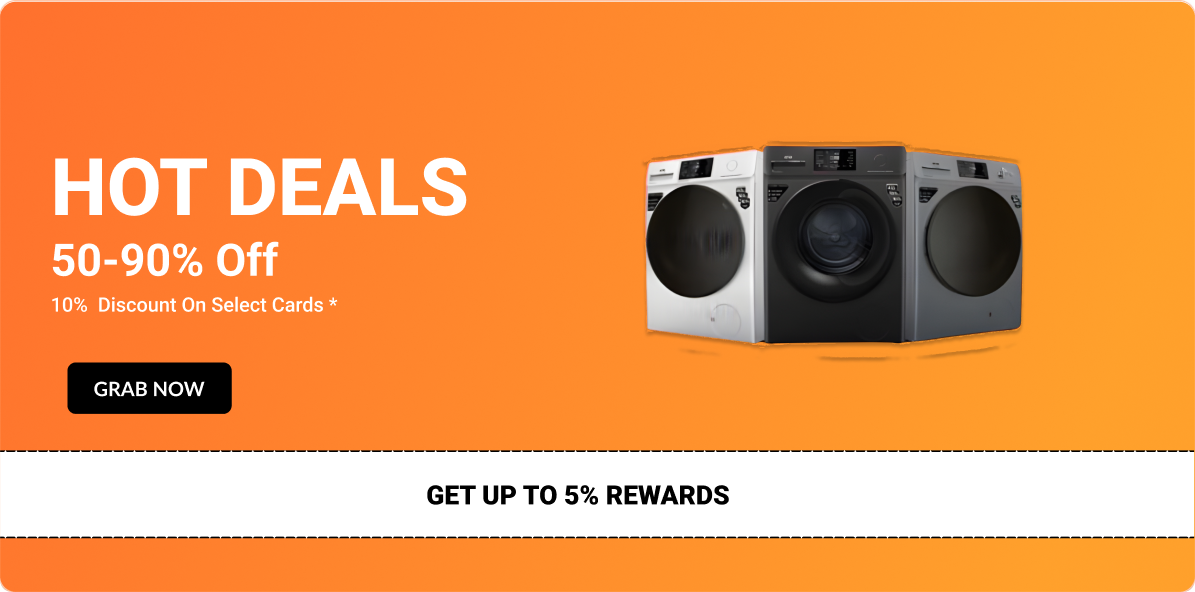 HOT DEALS
50-90% Off
10% Discount On Select Cards *
GRAB NOW
GET UP TO 5% REWARDS